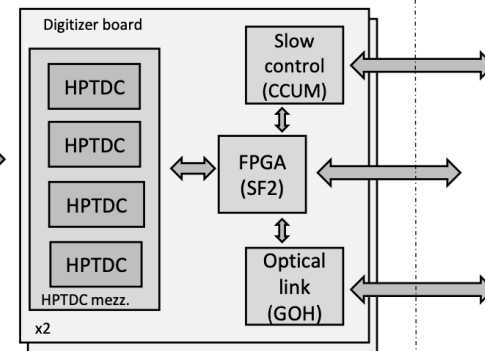 Digitizer board
HPTDC
HPTDC
HPTDC
HPTDC
HPTDC mezz.
x2
Slow
control
(CCUM)
FPGA
(SF2)
Optical
link
(GOH)